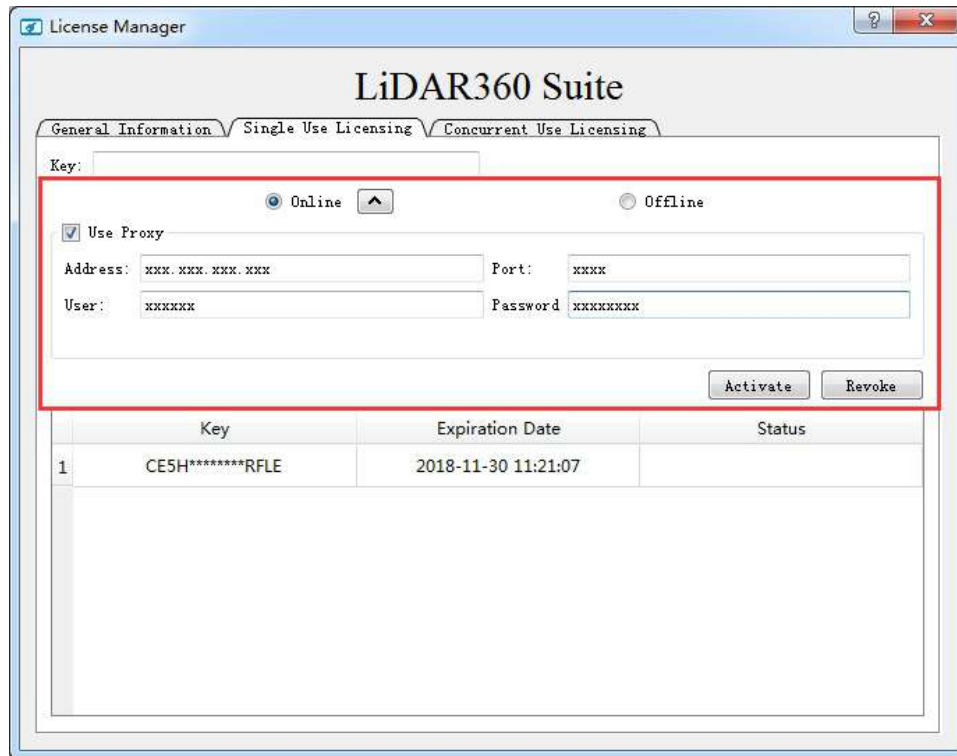 License Manager
LiDAR360 Suite
General Information Single Use Licensing Concurrent Use Licensing
Key:
Online Offline
Use Proxy
Address: xxx.xxx.xxx.xxx Port: xxxx
User: xxxxxx Password xxxxxxxx
Activate Revoke
Key Expiration Date Status
1 CE5H********RFLE 2018-11-30 11:21:07